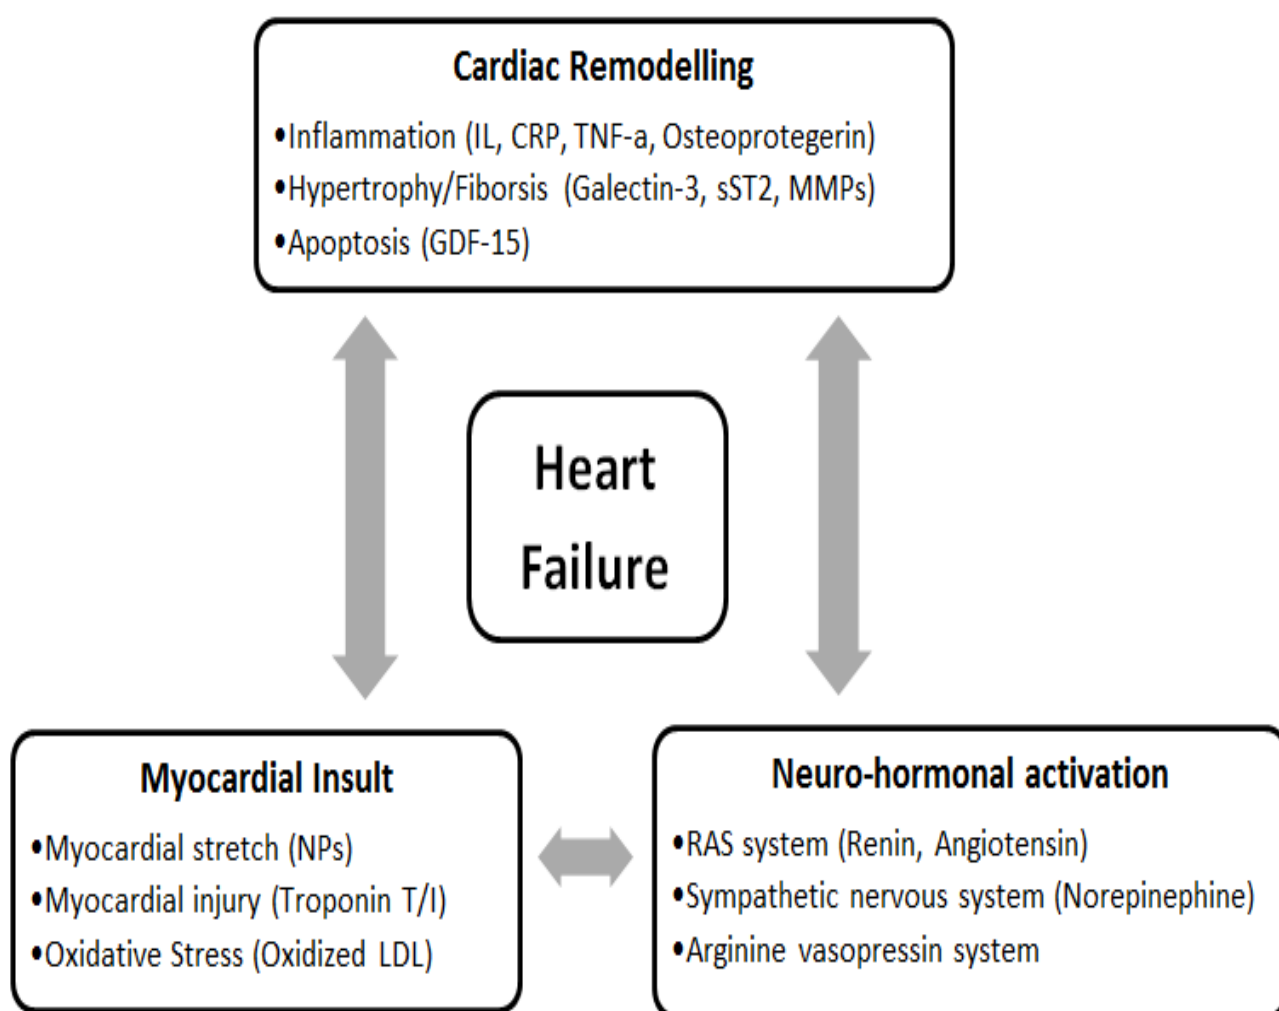 Cardiac Remodelling
•Inflammation (IL, CRP, TNF-a, Osteoprotegerin)
•Hypertrophy/Fiborsis (Galectin-3, sST2, MMPs)
•Apoptosis (GDF-15)
Heart
Failure
Myocardial Insult
•Myocardial stretch (NPs)
•Myocardial injury (Troponin T/I)
•Oxidative Stress (Oxidized LDL)
Neuro-hormonal activation
•RAS system (Renin, Angiotensin)
•Sympathetic nervous system (Norepinephine)
•Arginine vasopressin system